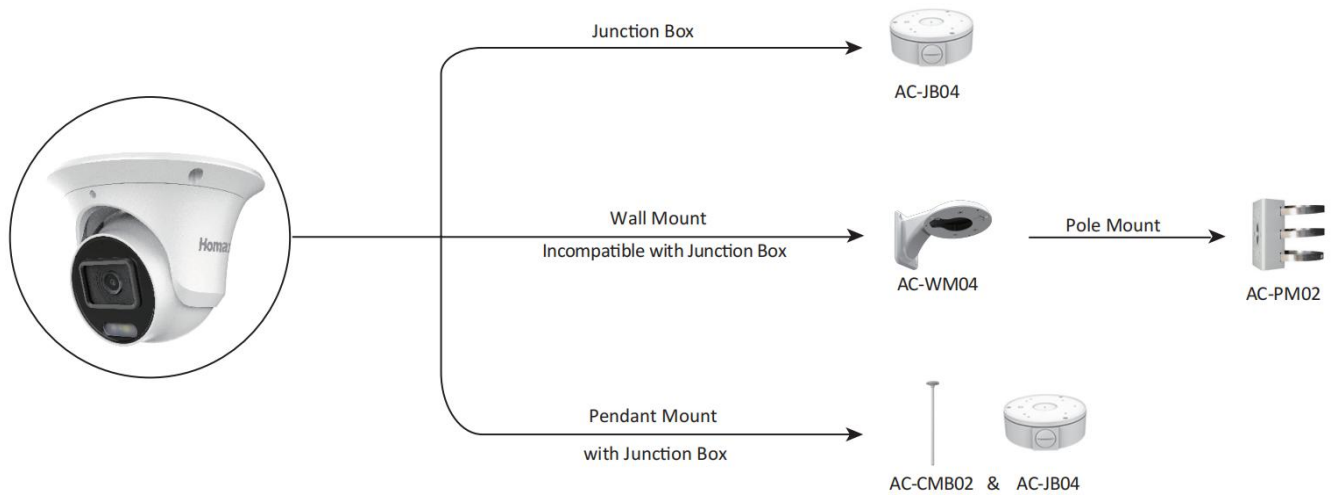 Junction Box
AC-JB04
Wall Mount
Incompatible with Junction Box
AC-WM04
Pole Mount
AC-PM02
Homa
Pendant Mount
with Junction Box
AC-CMB02 & AC-JB04